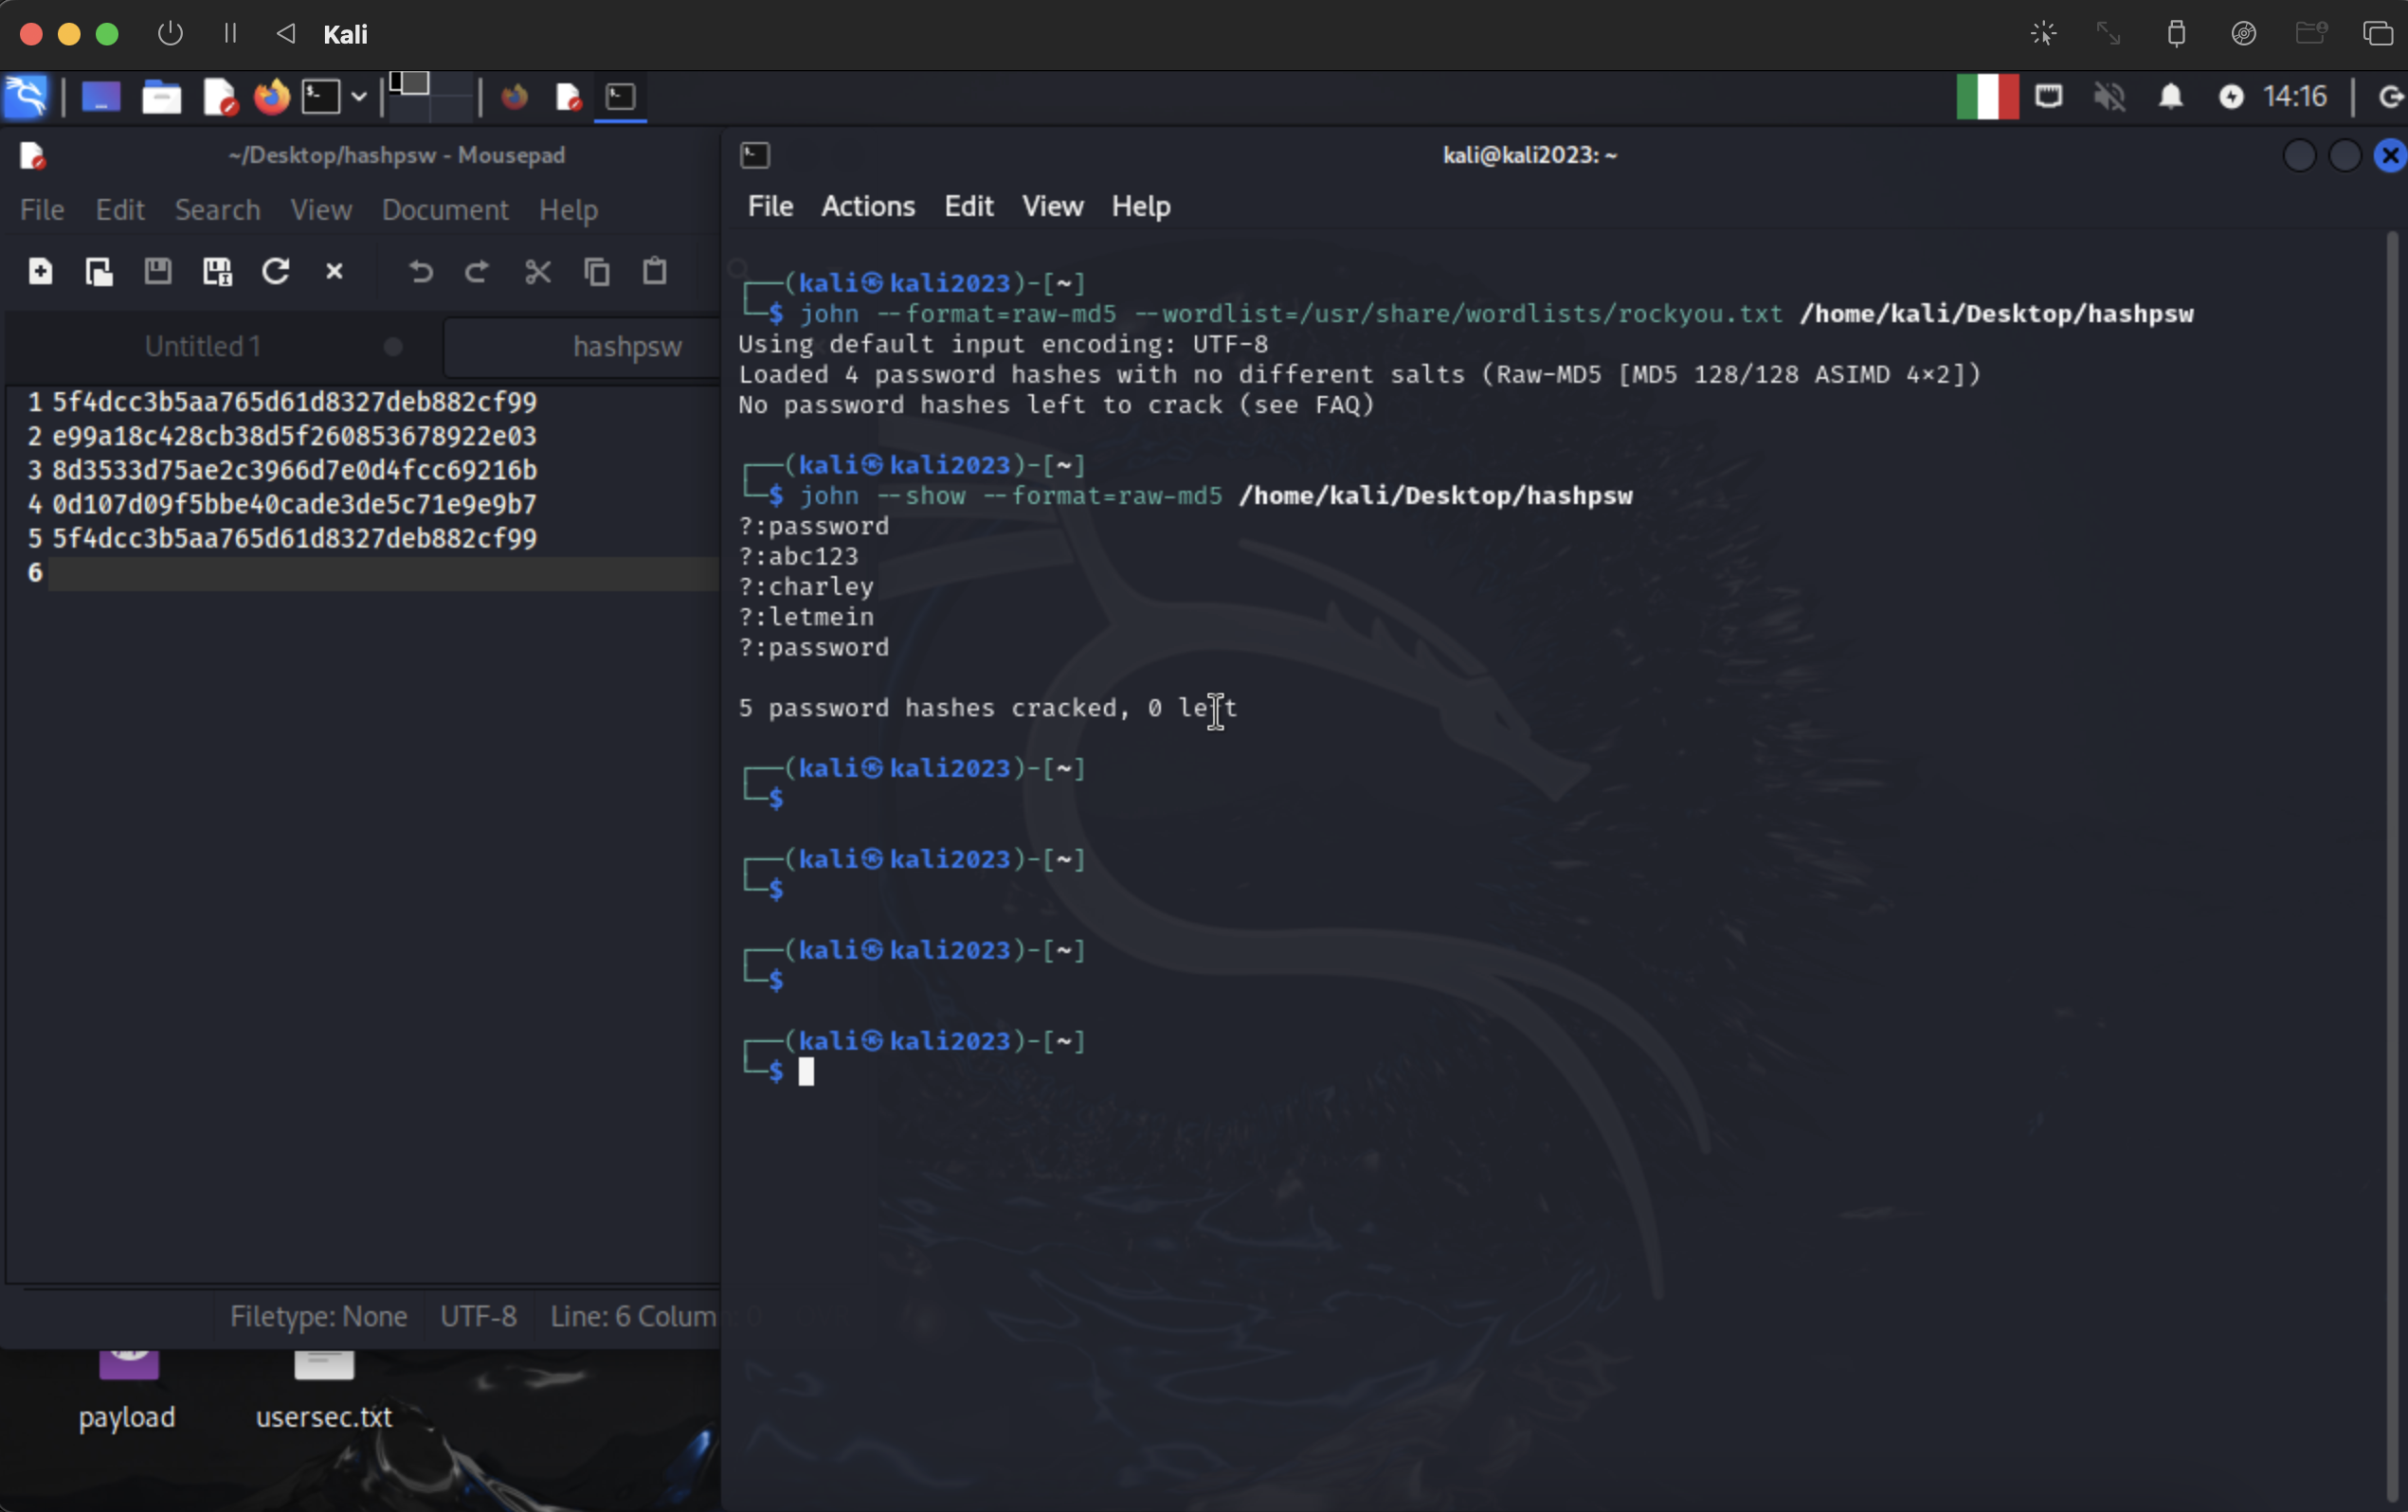 Kali
14:16
~/Desktop/hashpsw - Mousepad
File Edit Search View Document Help
Untitled 1 hashpsw
1 5f4dcc3b5aa765d61d8327deb882cf99
2 e99a18c428cb38d5f260853678922e03
3 8d3533d75ae2c3966d7e0d4fcc69216b
4 0d107d09f5bbe40cade3de5c71e9e9b7
5 5f4dcc3b5aa765d61d8327deb882cf99
6
Filetype: None UTF-8 Line: 6 Column: 0
payload usersec.txt
kali@kali2023: ~
File Actions Edit View Help
┌──(kali㉿kali2023)-[~]
└─$ john --format=raw-md5 --wordlist=/usr/share/wordlists/rockyou.txt /home/kali/Desktop/hashpsw
Using default input encoding: UTF-8
Loaded 4 password hashes with no different salts (Raw-MD5 [MD5 128/128 ASIMD 4×2])
No password hashes left to crack (see FAQ)
┌──(kali㉿kali2023)-[~]
└─$ john --show --format=raw-md5 /home/kali/Desktop/hashpsw
?:password
?:abc123
?:charley
?:letmein
?:password
5 password hashes cracked, 0 left
┌──(kali㉿kali2023)-[~]
└─$
┌──(kali㉿kali2023)-[~]
└─$
┌──(kali㉿kali2023)-[~]
└─$
┌──(kali㉿kali2023)-[~]
└─$